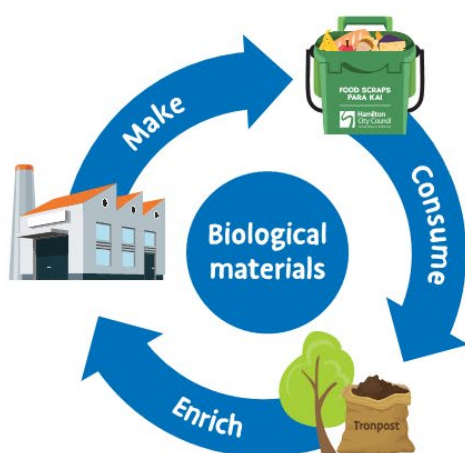 Make
FOOD SCRAPS
PARA KAI
Hamilton
City Council
Consume
Biological
materials
Enrich
Tronpost